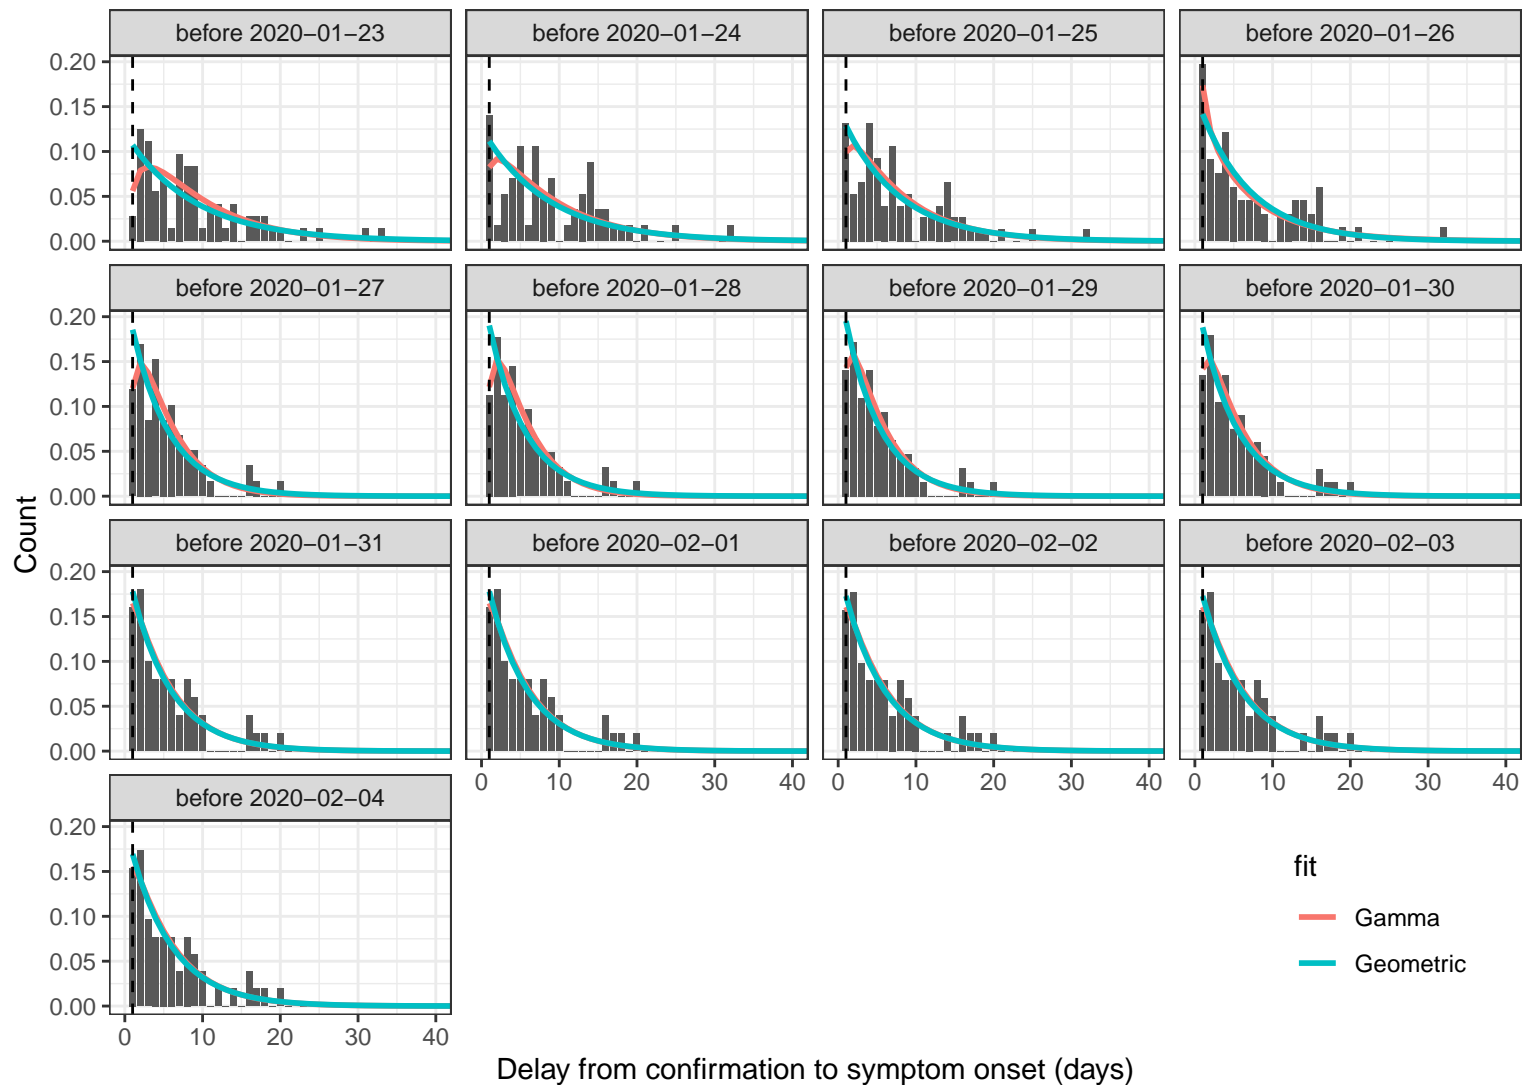 before 2020−01−23 before 2020−01−24 before 2020−01−25 before 2020−01−26
0.20
0.15
0.10
0.05
0.00
before 2020−01−27 before 2020−01−28 before 2020−01−29 before 2020−01−30
0.20
0.15
0.10
0.05
0.00
Count
before 2020−01−31 before 2020−02−01 before 2020−02−02 before 2020−02−03
0.20
0.15
0.10
0.05
0.00
0 10 20 30 40 0 10 20 30 40 0 10 20 30 40
before 2020−02−04
0.20
0.15
0.10
0.05
0.00
0 10 20 30 40
fit
Gamma
Geometric
Delay from confirmation to symptom onset (days)